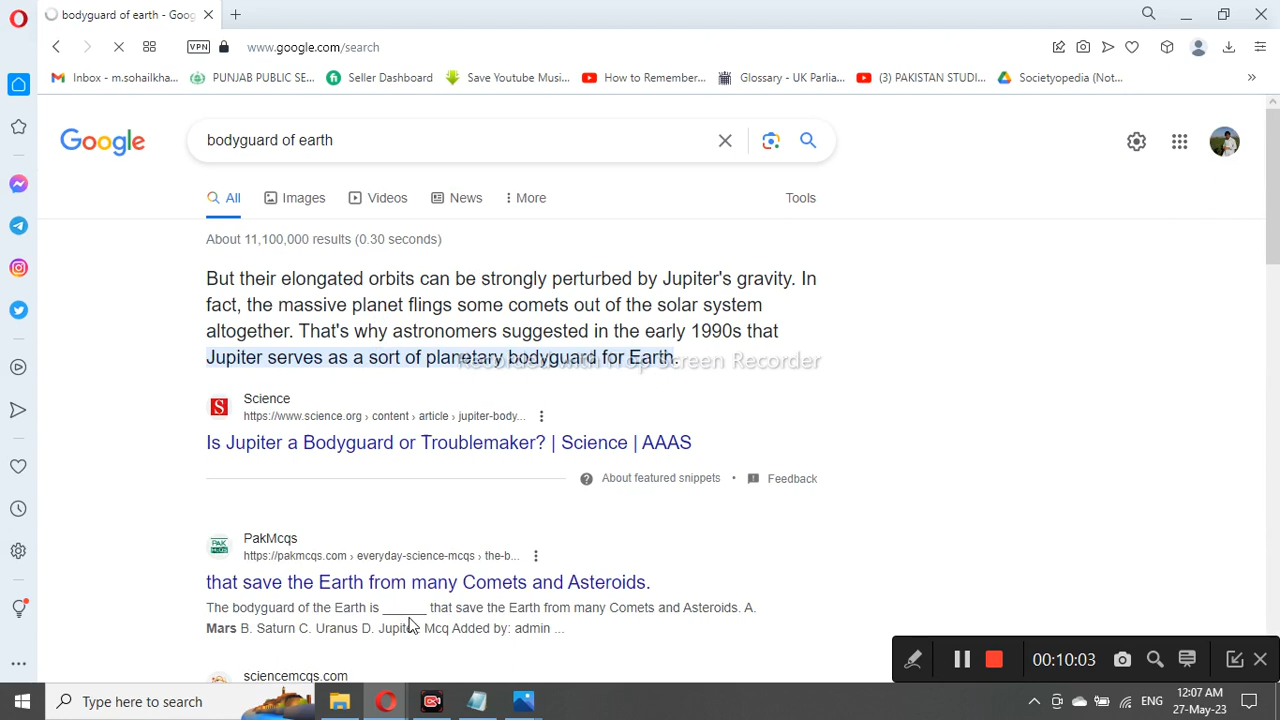 bodyguard of earth - Goog
www.google.com/search
VPN
Inbox - m.sohailkha...
PUNJAB PUBLIC SE...
Seller Dashboard
Save Youtube Musi...
How to Remember...
Glossary - UK Parlia...
(3) PAKISTAN STUDI...
Societyopedia (Not...
Google
bodyguard of earth
All
Images
Videos
News
More
Tools
About 11,100,000 results (0.30 seconds)
But their elongated orbits can be strongly perturbed by Jupiter's gravity. In
fact, the massive planet flings some comets out of the solar system
altogether. That's why astronomers suggested in the early 1990s that
Jupiter serves as a sort of planetary bodyguard for Earth.
Recorded with iTop Screen Recorder
Science
https://www.science.org › content › article › jupiter-body...
Is Jupiter a Bodyguard or Troublemaker? | Science | AAAS
About featured snippets • Feedback
PakMcqs
https://pakmcqs.com › everyday-science-mcqs › the-b...
that save the Earth from many Comets and Asteroids.
The bodyguard of the Earth is ______ that save the Earth from many Comets and Asteroids. A.
Mars B. Saturn C. Uranus D. Jupiter Mcq Added by: admin ...
sciencemcqs.com
00:10:03
Type here to search
ENG
12:07 AM
27-May-23